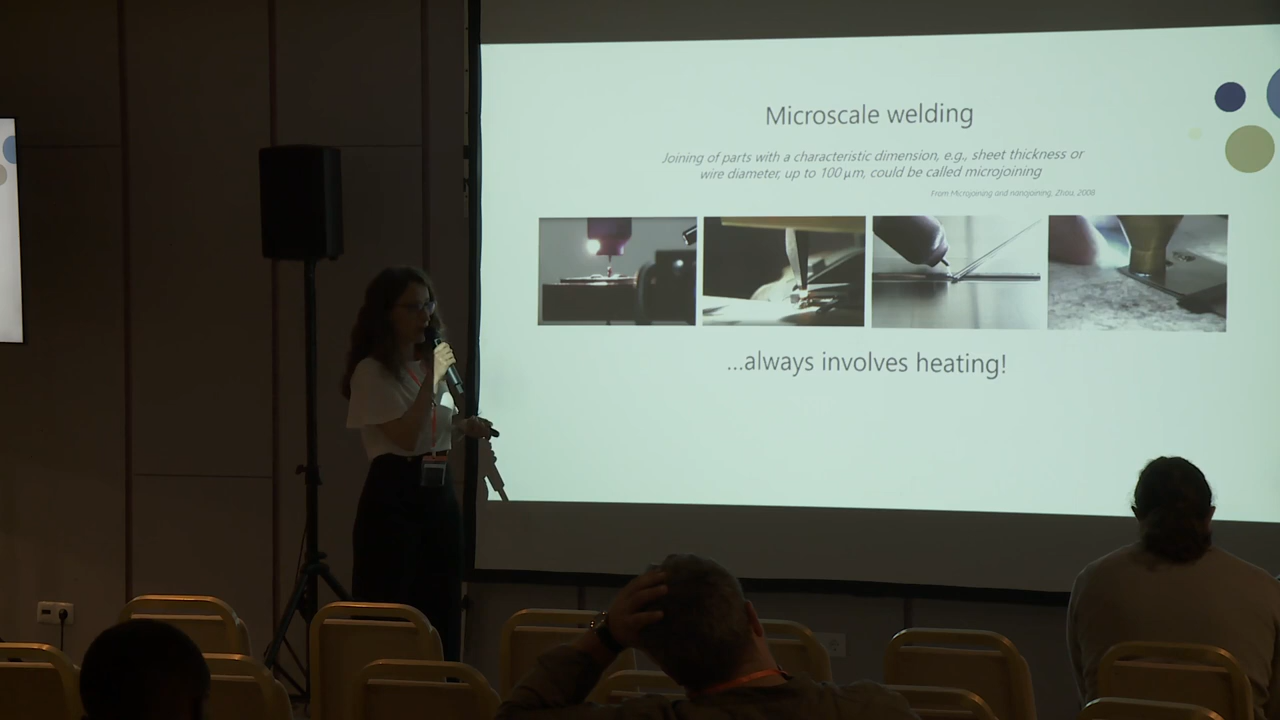 Microscale welding
Joining of parts with a characteristic dimension, e.g., sheet thickness or
wire diameter, up to 100 μm, could be called microjoining
From Microjoining and nanojoining, Zhou, 2008
...always involves heating!